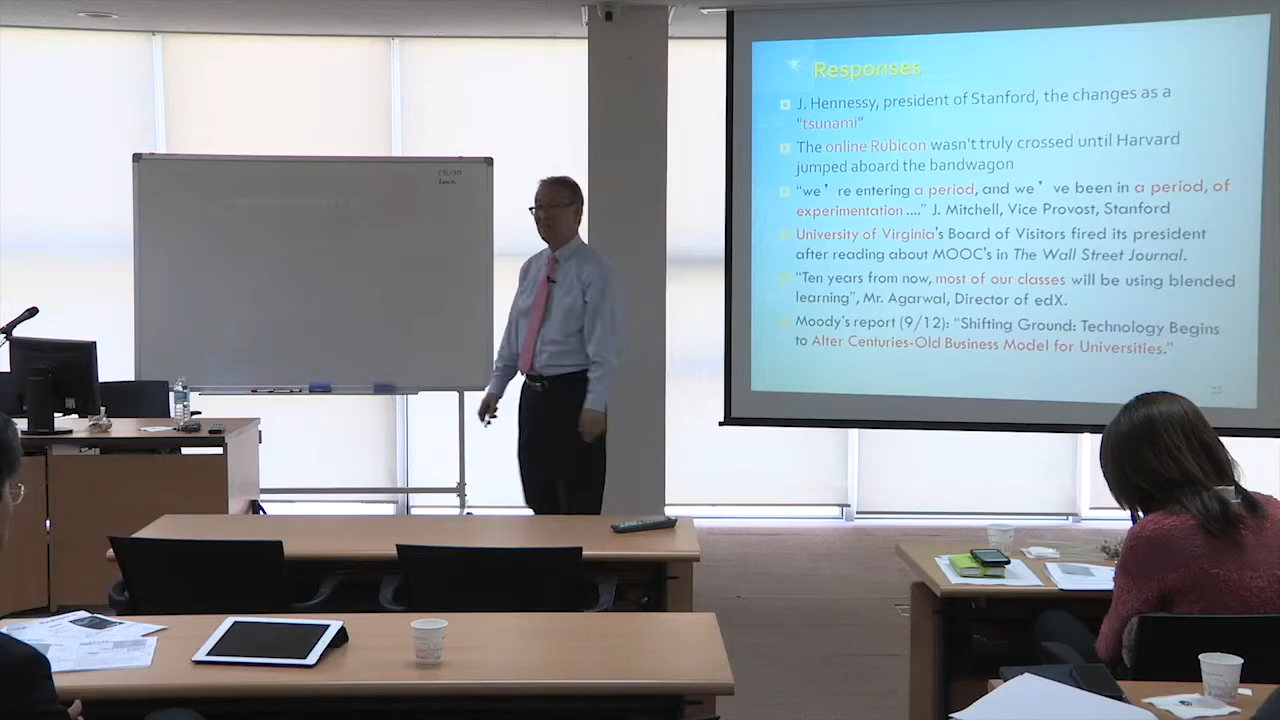 Responses
J. Hennessy, president of Stanford, the changes as a
"tsunami"
The online Rubicon wasn't truly crossed until Harvard
jumped aboard the bandwagon
"we ' re entering a period, and we ' ve been in a period, of
experimentation ...." J. Mitchell, Vice Provost, Stanford
University of Virginia's Board of Visitors fired its president
after reading about MOOC's in The Wall Street Journal.
"Ten years from now, most of our classes will be using blended
learning", Mr. Agarwal, Director of edX.
Moody's report (9/12): "Shifting Ground: Technology Begins
to Alter Centuries-Old Business Model for Universities."